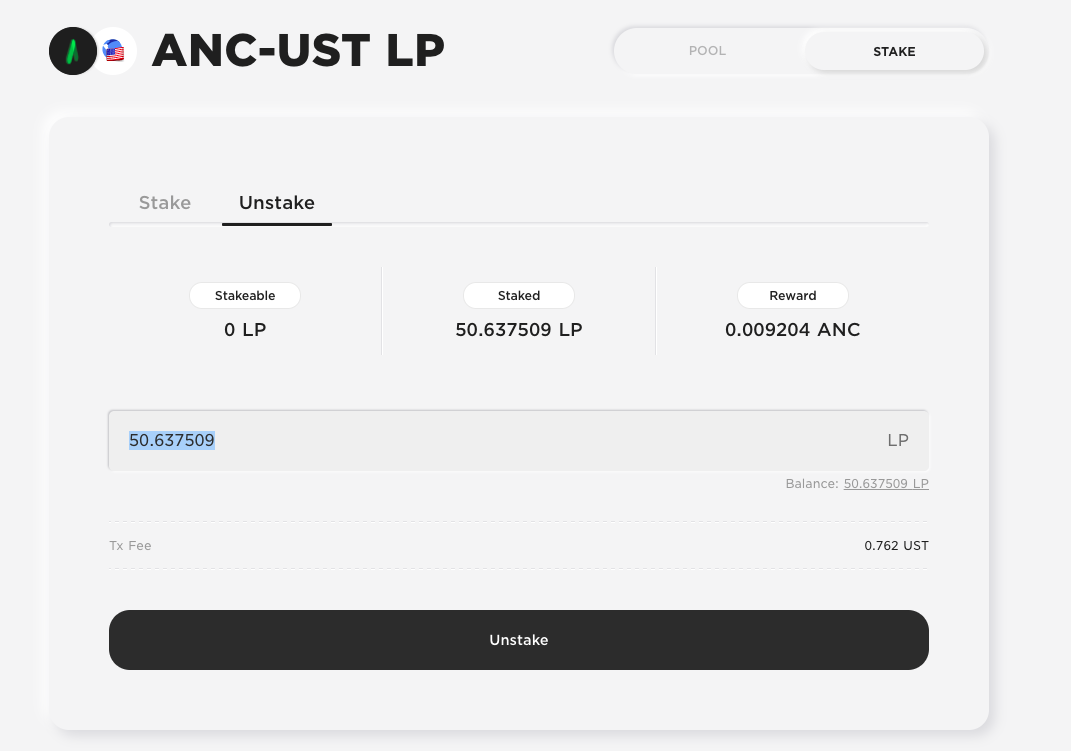 ANC-UST LP
POOL STAKE
Stake Unstake
Stakeable Staked Reward
0 LP 50.637509 LP 0.009204 ANC
50.637509 LP
Balance: 50.637509 LP
Tx Fee 0.762 UST
Unstake